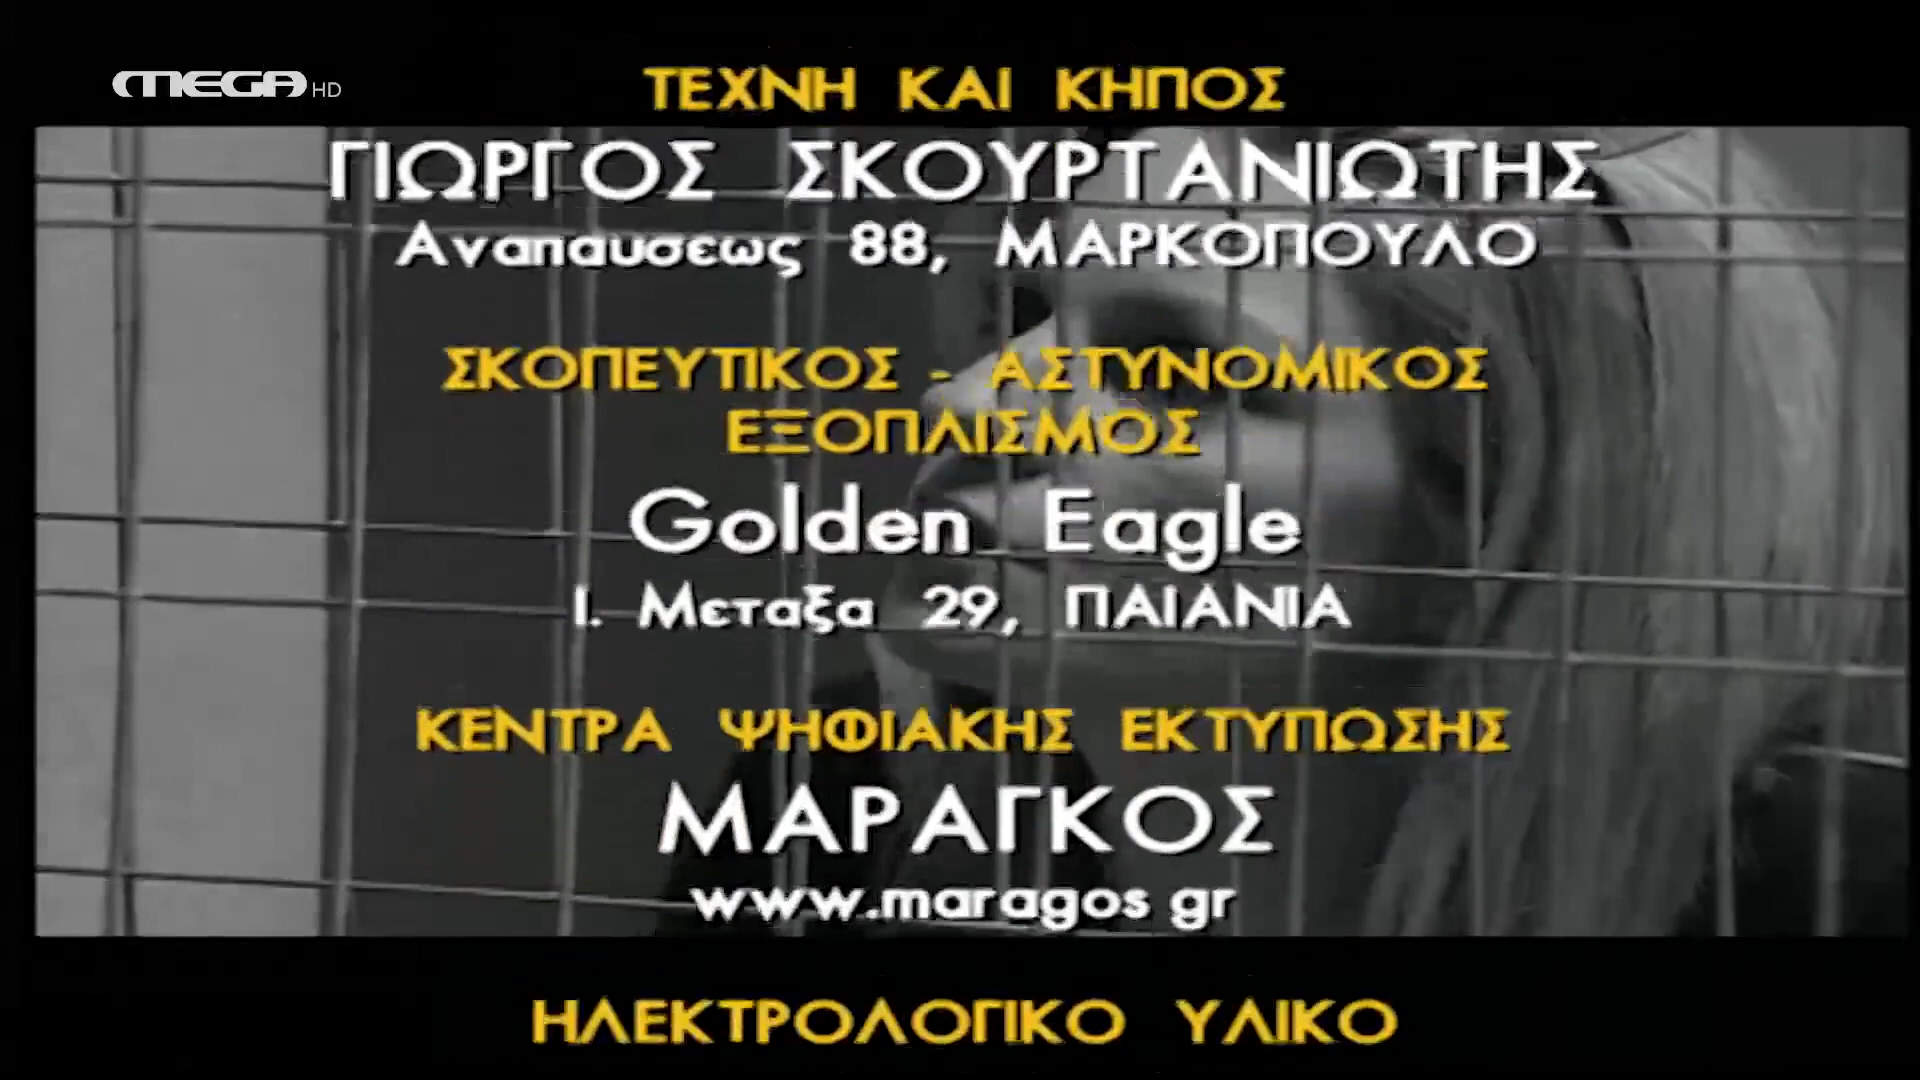 MEGA HD
ΤΕΧΝΗ ΚΑΙ ΚΗΠΟΣ
ΓΙΩΡΓΟΣ ΣΚΟΥΡΤΑΝΙΩΤΗΣ
Αναπαυσεως 88, ΜΑΡΚΟΠΟΥΛΟ
ΣΚΟΠΕΥΤΙΚΟΣ - ΑΣΤΥΝΟΜΙΚΟΣ
ΕΞΟΠΛΙΣΜΟΣ
Golden Eagle
Ι. Μεταξα 29, ΠΑΙΑΝΙΑ
ΚΕΝΤΡΑ ΨΗΦΙΑΚΗΣ ΕΚΤΥΠΩΣΗΣ
ΜΑΡΑΓΚΟΣ
www.maragos gr
ΗΛΕΚΤΡΟΛΟΓΙΚΟ ΥΛΙΚΟ